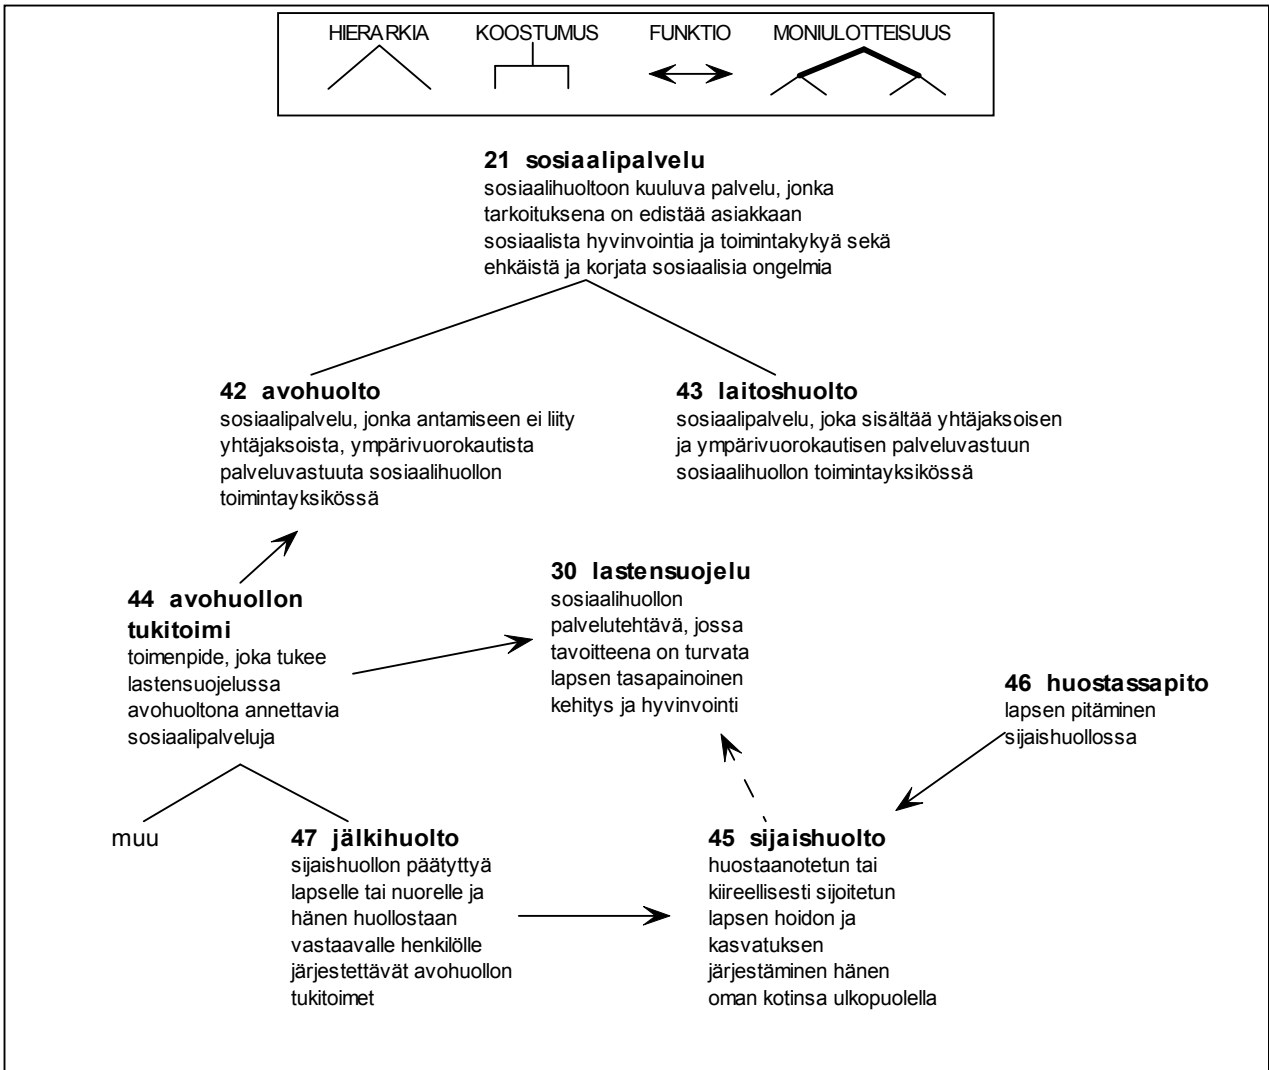 HIERARKIA KOOSTUMUS FUNKTIO MONIULOTTEISUUS
21 sosiaalipalvelu
sosiaalihuoltoon kuuluva palvelu, jonka
tarkoituksena on edistää asiakkaan
sosiaalista hyvinvointia ja toimintakykyä sekä
ehkäistä ja korjata sosiaalisia ongelmia
42 avohuolto
sosiaalipalvelu, jonka antamiseen ei liity
yhtäjaksoista, ympärivuorokautista
palveluvastuuta sosiaalihuollon
toimintayksikössä
43 laitoshuolto
sosiaalipalvelu, joka sisältää yhtäjaksoisen
ja ympärivuorokautisen palveluvastuun
sosiaalihuollon toimintayksikössä
44 avohuollon
tukitoimi
toimenpide, joka tukee
lastensuojelussa
avohuoltona annettavia
sosiaalipalveluja
30 lastensuojelu
sosiaalihuollon
palvelutehtävä, jossa
tavoitteena on turvata
lapsen tasapainoinen
kehitys ja hyvinvointi
46 huostassapito
lapsen pitäminen
sijaishuollossa
muu
47 jälkihuolto
sijaishuollon päätyttyä
lapselle tai nuorelle ja
hänen huollostaan
vastaavalle henkilölle
järjestettävät avohuollon
tukitoimet
45 sijaishuolto
huostaanotetun tai
kiireellisesti sijoitetun
lapsen hoidon ja
kasvatuksen
järjestäminen hänen
oman kotinsa ulkopuolella